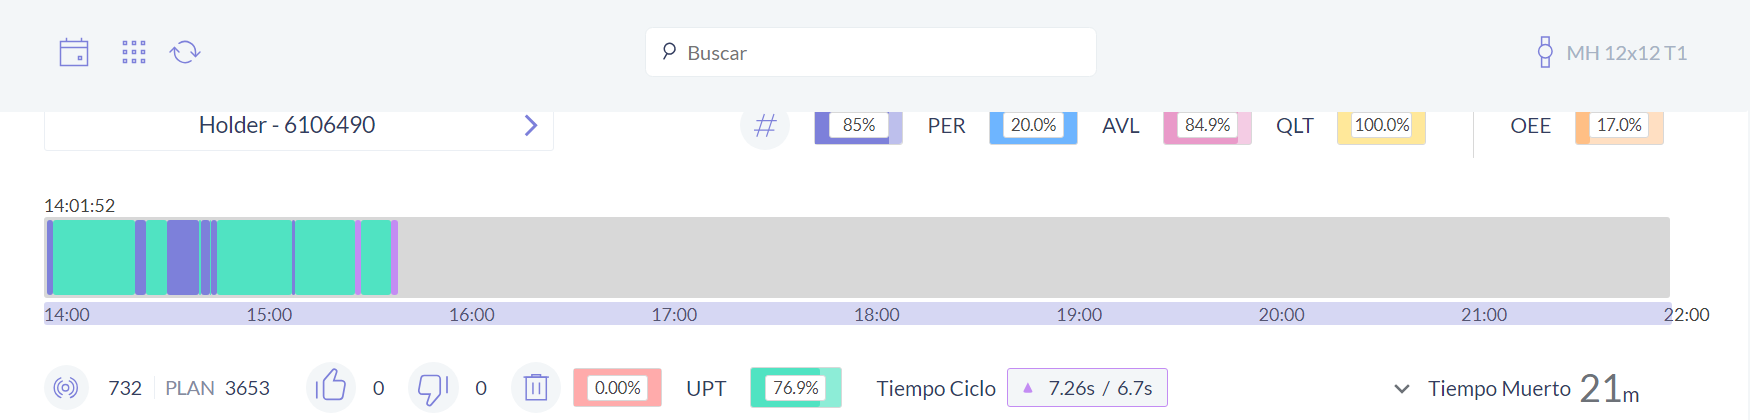 Buscar
MH 12x12 T1
Holder - 6106490
# 85% PER 20.0% AVL 84.9% QLT 100.0% OEE 17.0%
14:01:52
14:00 15:00 16:00 17:00 18:00 19:00 20:00 21:00 22:00
732 PLAN 3653 0 0 0.00% UPT 76.9% Tiempo Ciclo 7.26s / 6.7s Tiempo Muerto 21m